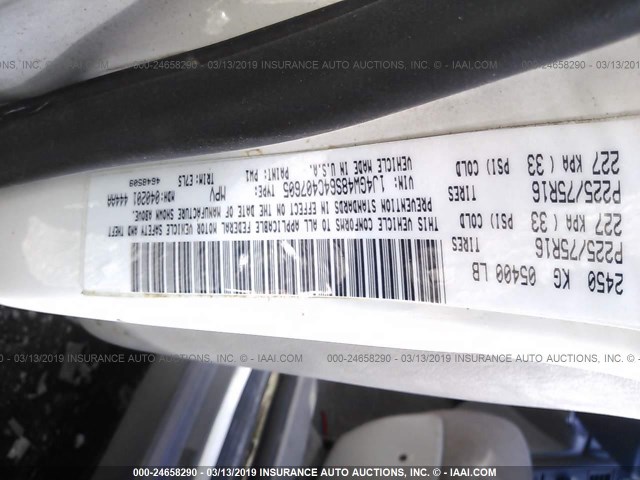 000-24658290 - 03/13/2019 INSURANCE AUTO AUCTIONS, INC. - © - IAAI.COM
2450 KG 05400 LB
P225/75R16
TIRES
227 KPA ( 33 PSI) COLD
P225/75R16
TIRES
227 KPA ( 33 PSI) COLD
THIS VEHICLE CONFORMS TO ALL APPLICABLE FEDERAL MOTOR VEHICLE SAFETY AND THEFT
PREVENTION STANDARDS IN EFFECT ON THE DATE OF MANUFACTURE SHOWN ABOVE.
VIN: 1J4GW48S64C407605 TYPE: MPV MDH:040201 444AA
VEHICLE MADE IN U.S.A. PAINT: PW1 TRIM: E7L5 4648509
000-24658290 - 03/13/2019 INSURANCE AUTO AUCTIONS, INC. - © - IAAI.COM
000-24658290 - 03/13/2019 INSURANCE AUTO AUCTIONS, INC. - © - IAAI.COM